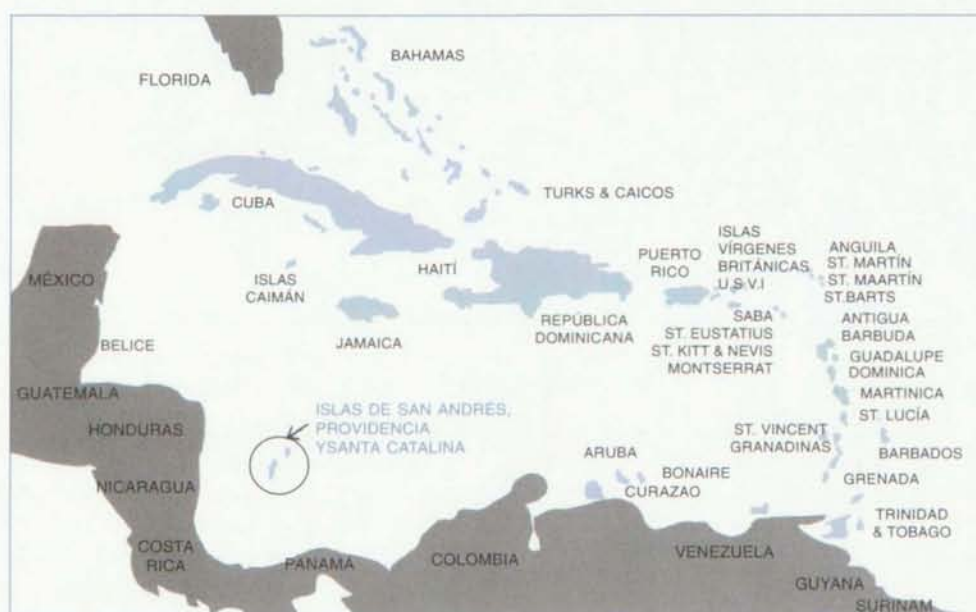 BAHAMAS
FLORIDA
TURKS & CAICOS
CUBA
ISLAS
CAIMÁN
HAITÍ
JAMAICA
REPÚBLICA
DOMINICANA
PUERTO
RICO
ISLAS
VÍRGENES
BRITÁNICAS
U.S.V.I
ANGUILA
ST. MARTÍN
ST. MAARTÍN
ST.BARTS
SABA
ST. EUSTATIUS
ST. KITT & NEVIS
MONTSERRAT
ANTIGUA
BARBUDA
GUADALUPE
DOMINICA
MARTINICA
ST. LUCÍA
ST. VINCENT
GRANADINAS
BARBADOS
GRENADA
TRINIDAD
& TOBAGO
MÉXICO
BELICE
GUATEMALA
HONDURAS
NICARAGUA
COSTA
RICA
PANAMA
ISLAS DE SAN ANDRÉS,
PROVIDENCIA
YSANTA CATALINA
ARUBA
BONAIRE
CURAZAO
COLOMBIA
VENEZUELA
GUYANA
SURINAM